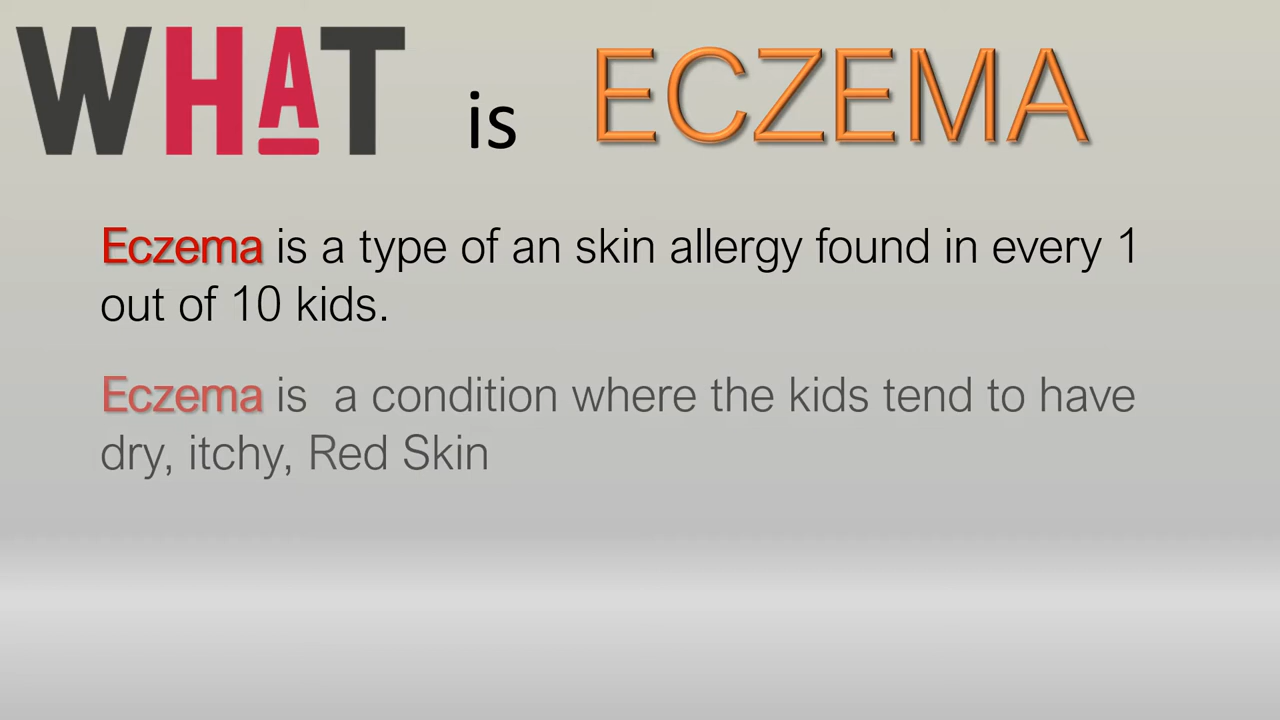 WHAT is ECZEMA
Eczema is a type of an skin allergy found in every 1
out of 10 kids.
Eczema is  a condition where the kids tend to have
dry, itchy, Red Skin